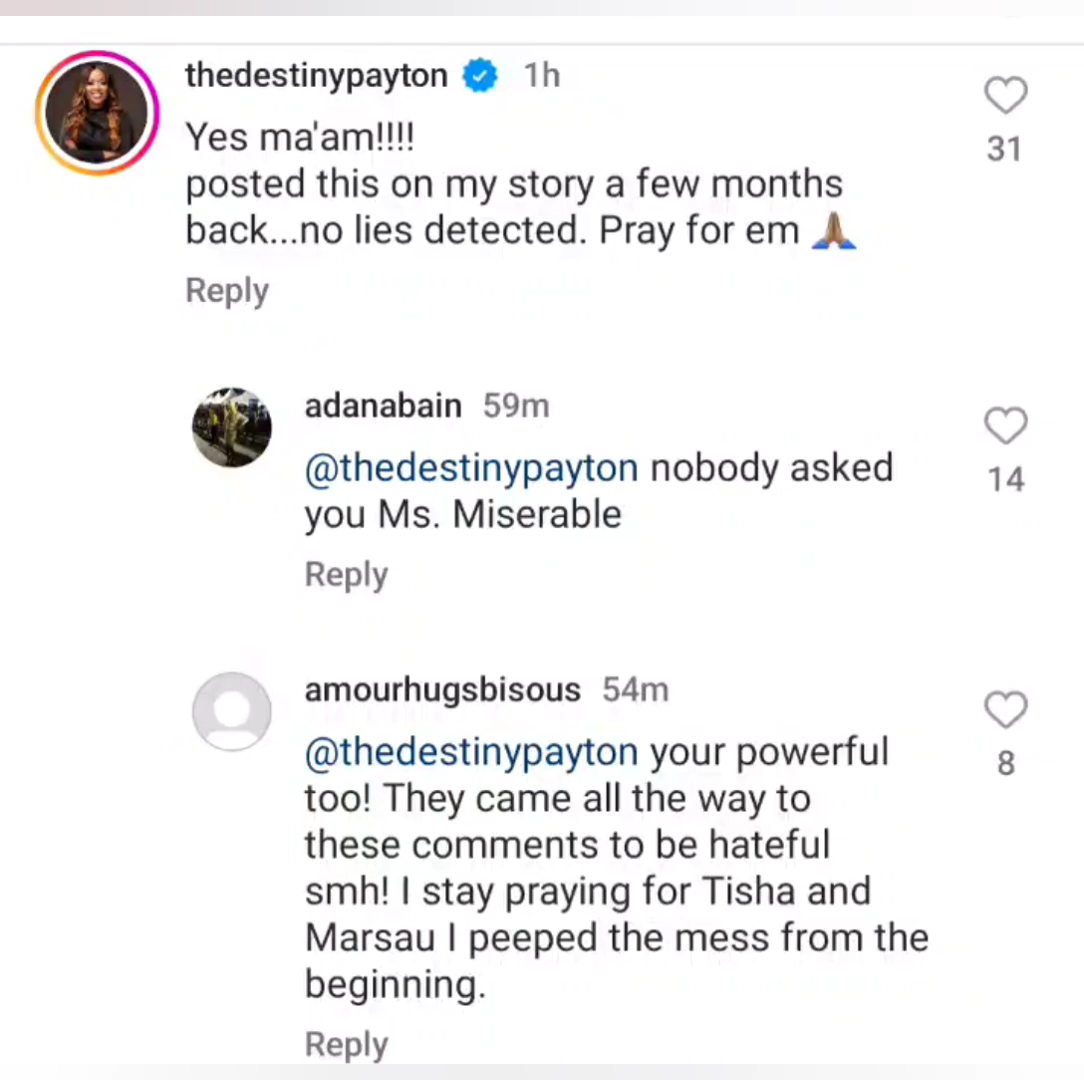 thedestinypayton 1h
Yes ma'am!!!!
31
posted this on my story a few months
back...no lies detected. Pray for em 🙏🏽
Reply
adanabain 59m
@thedestinypayton nobody asked
14
you Ms. Miserable
Reply
amourhugsbisous 54m
@thedestinypayton your powerful
8
too! They came all the way to
these comments to be hateful
smh! I stay praying for Tisha and
Marsau I peeped the mess from the
beginning.
Reply